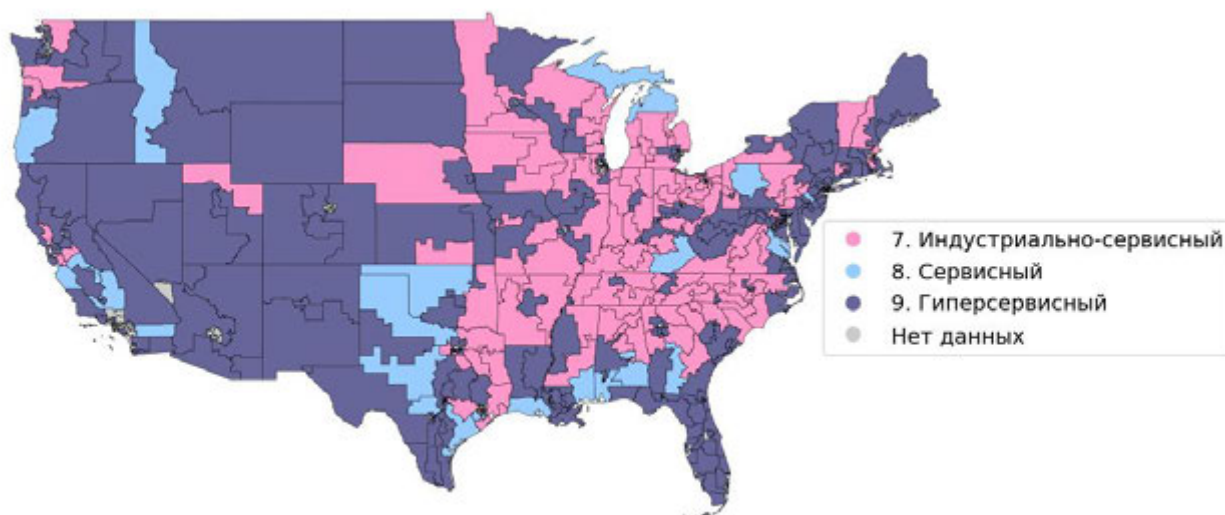 7. Индустриально-сервисный
8. Сервисный
9. Гиперсервисный
Нет данных